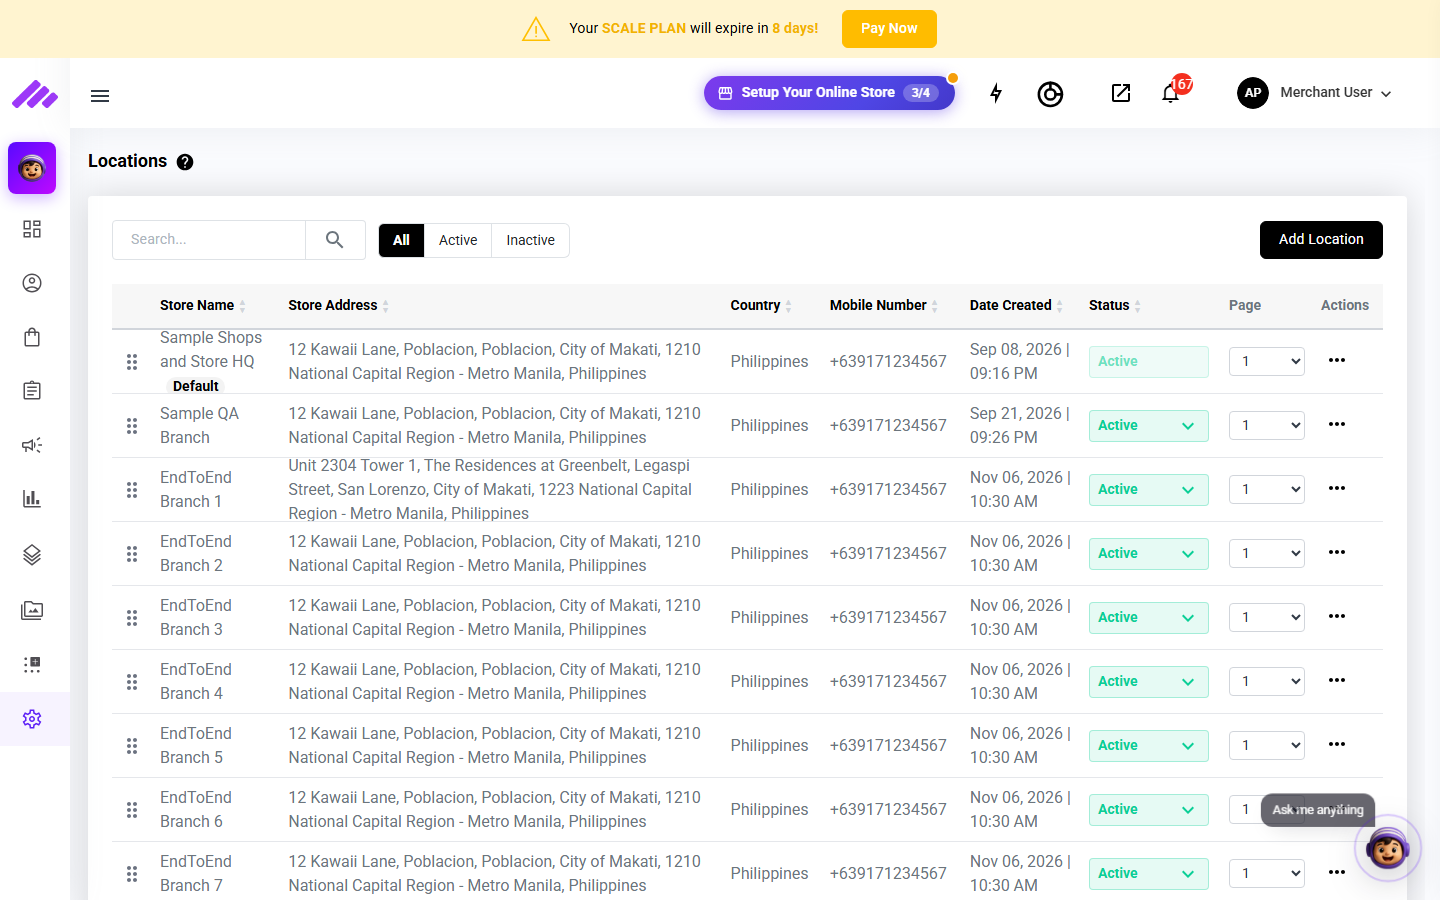 Your SCALE PLAN will expire in 8 days!
Pay Now
Setup Your Online Store 3/4
167
AP
Merchant User
Locations ?
Search...
All
Active
Inactive
Add Location
Store Name
Store Address
Country
Mobile Number
Date Created
Status
Page
Actions
Sample Shops
and Store HQ
Default
12 Kawaii Lane, Poblacion, Poblacion, City of Makati, 1210
National Capital Region - Metro Manila, Philippines
Philippines
+639171234567
Sep 08, 2026 |
09:16 PM
Active
1
Sample QA
Branch
12 Kawaii Lane, Poblacion, Poblacion, City of Makati, 1210
National Capital Region - Metro Manila, Philippines
Philippines
+639171234567
Sep 21, 2026 |
09:26 PM
Active
1
EndToEnd
Branch 1
Unit 2304 Tower 1, The Residences at Greenbelt, Legaspi
Street, San Lorenzo, City of Makati, 1223 National Capital
Region - Metro Manila, Philippines
Philippines
+639171234567
Nov 06, 2026 |
10:30 AM
Active
1
EndToEnd
Branch 2
12 Kawaii Lane, Poblacion, Poblacion, City of Makati, 1210
National Capital Region - Metro Manila, Philippines
Philippines
+639171234567
Nov 06, 2026 |
10:30 AM
Active
1
EndToEnd
Branch 3
12 Kawaii Lane, Poblacion, Poblacion, City of Makati, 1210
National Capital Region - Metro Manila, Philippines
Philippines
+639171234567
Nov 06, 2026 |
10:30 AM
Active
1
EndToEnd
Branch 4
12 Kawaii Lane, Poblacion, Poblacion, City of Makati, 1210
National Capital Region - Metro Manila, Philippines
Philippines
+639171234567
Nov 06, 2026 |
10:30 AM
Active
1
EndToEnd
Branch 5
12 Kawaii Lane, Poblacion, Poblacion, City of Makati, 1210
National Capital Region - Metro Manila, Philippines
Philippines
+639171234567
Nov 06, 2026 |
10:30 AM
Active
1
EndToEnd
Branch 6
12 Kawaii Lane, Poblacion, Poblacion, City of Makati, 1210
National Capital Region - Metro Manila, Philippines
Philippines
+639171234567
Nov 06, 2026 |
10:30 AM
Active
1
Ask me anything
EndToEnd
Branch 7
12 Kawaii Lane, Poblacion, Poblacion, City of Makati, 1210
National Capital Region - Metro Manila, Philippines
Philippines
+639171234567
Nov 06, 2026 |
10:30 AM
Active
1